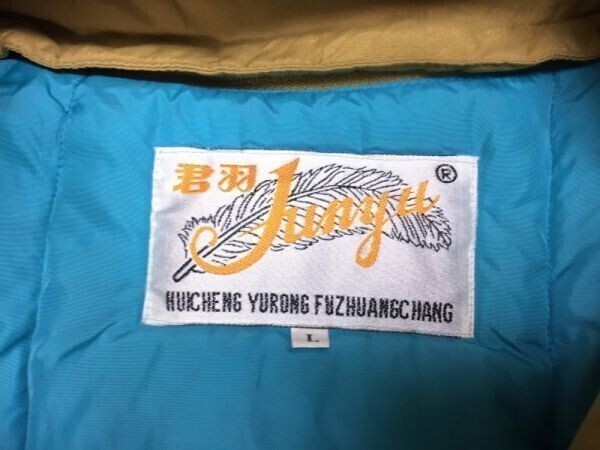 君羽 Junyu ®
HUICHENG YURONG FUZHUANGCHANG
L